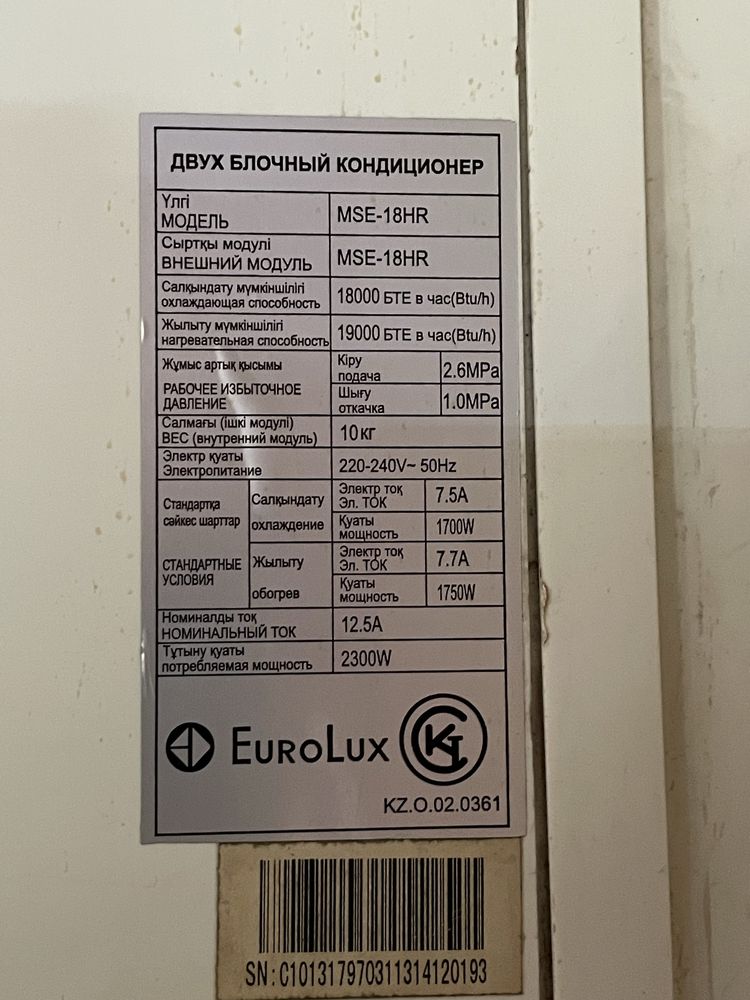 ДВУХ БЛОЧНЫЙ КОНДИЦИОНЕР
Үлгі
МОДЕЛЬ
MSE-18HR
Сыртқы модулі
ВНЕШНИЙ МОДУЛЬ
MSE-18HR
Салқындату мүмкіншілігі
охлаждающая способность
18000 БТЕ в час(Btu/h)
Жылыту мүмкіншілігі
нагревательная способность
19000 БТЕ в час(Btu/h)
Жұмыс артық қысымы
РАБОЧЕЕ ИЗБЫТОЧНОЕ
ДАВЛЕНИЕ
Кіру
подача
2.6MPa
Шығу
откачка
1.0MPa
Салмағы (ішкі модулі)
ВЕС (внутренний модуль)
10кг
Электр қуаты
Электропитание
220-240V~ 50Hz
Стандартқа
сәйкес шарттар
СТАНДАРТНЫЕ
УСЛОВИЯ
Салқындату
охлаждение
Электр тоқ
Эл. ТОК
7.5A
Қуаты
мощность
1700W
Жылыту
обогрев
Электр тоқ
Эл. ТОК
7.7A
Қуаты
мощность
1750W
Номиналды тоқ
НОМИНАЛЬНЫЙ ТОК
12.5A
Тұтыну қуаты
потребляемая мощность
2300W
EUROLUX
KZ.O.02.0361
SN:C101317970311314120193